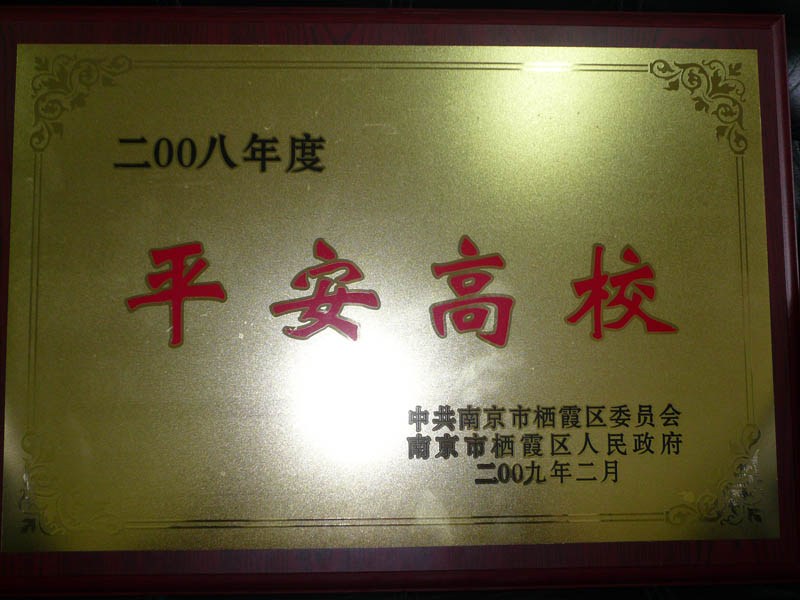 二00八年度
平安高校
中共南京市栖霞区委员会
南京市栖霞区人民政府
二00九年二月